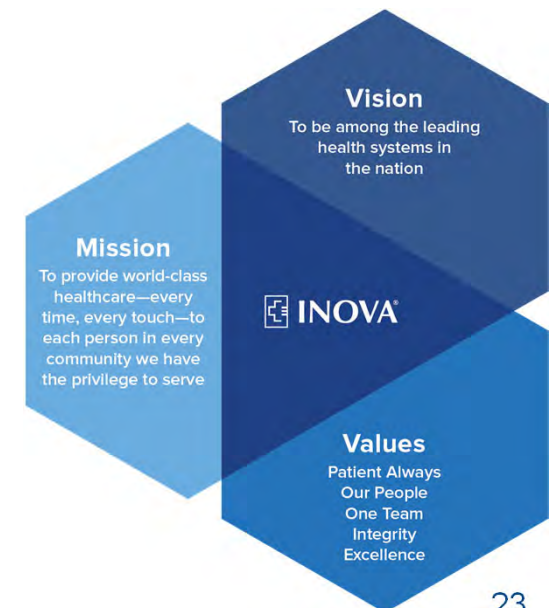 Vision
To be among the leading
health systems in
the nation
Mission
To provide world-class
healthcare—every
time, every touch—to
each person in every
community we have
the privilege to serve
INOVA®
Values
Patient Always
Our People
One Team
Integrity
Excellence
23